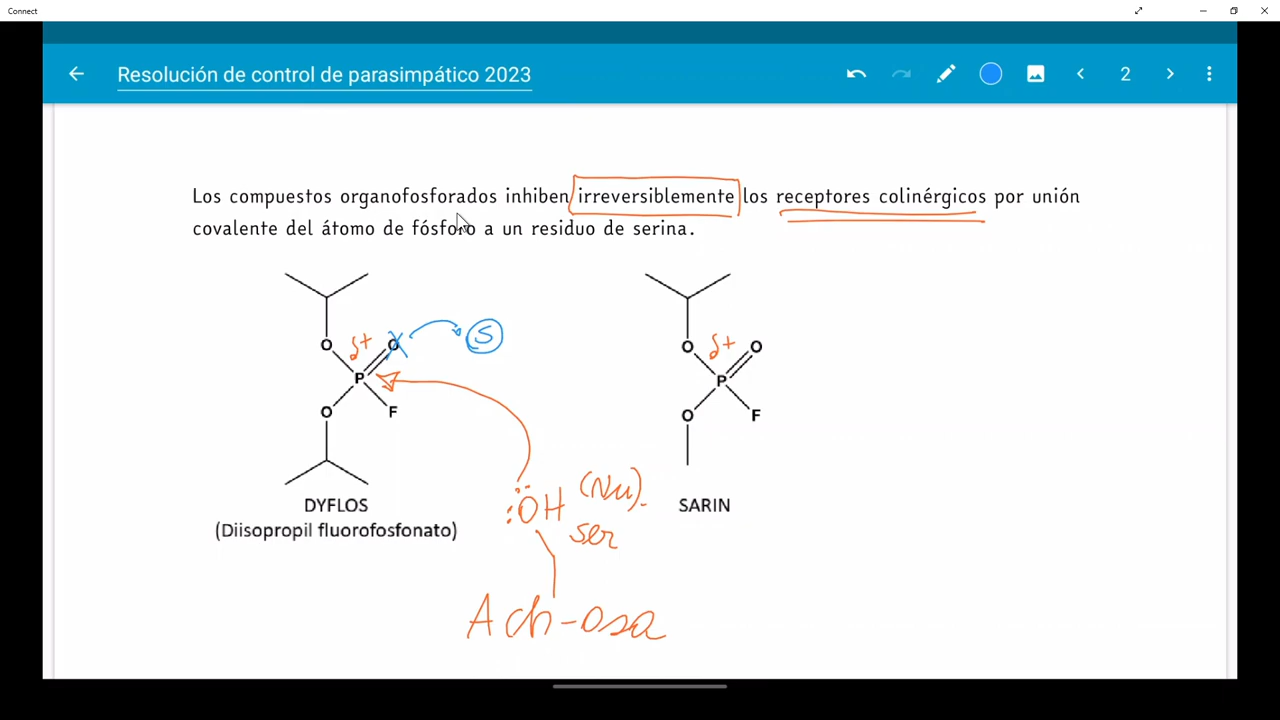 Connect
Resolución de control de parasimpático 2023
2
Los compuestos organofosforados inhiben irreversiblemente los receptores colinérgicos por unión
covalente del átomo de fósforo a un residuo de serina.
δ+
O
O
S
P
O
F
δ+
O
O
P
O
F
DYFLOS
(Diisopropil fluorofosfonato)
:ÖH (Nu).
ser
SARIN
Ach-osa